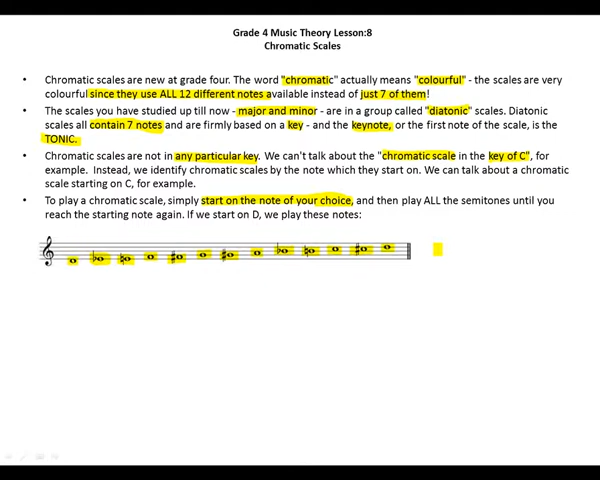 Grade 4 Music Theory Lesson:8
Chromatic Scales
• Chromatic scales are new at grade four. The word "chromatic" actually means "colourful" - the scales are very
colourful since they use ALL 12 different notes available instead of just 7 of them!
• The scales you have studied up till now - major and minor - are in a group called "diatonic" scales. Diatonic
scales all contain 7 notes and are firmly based on a key - and the keynote, or the first note of the scale, is the
TONIC.
• Chromatic scales are not in any particular key. We can't talk about the "chromatic scale in the key of C", for
example. Instead, we identify chromatic scales by the note which they start on. We can talk about a chromatic
scale starting on C, for example.
• To play a chromatic scale, simply start on the note of your choice, and then play ALL the semitones until you
reach the starting note again. If we start on D, we play these notes: